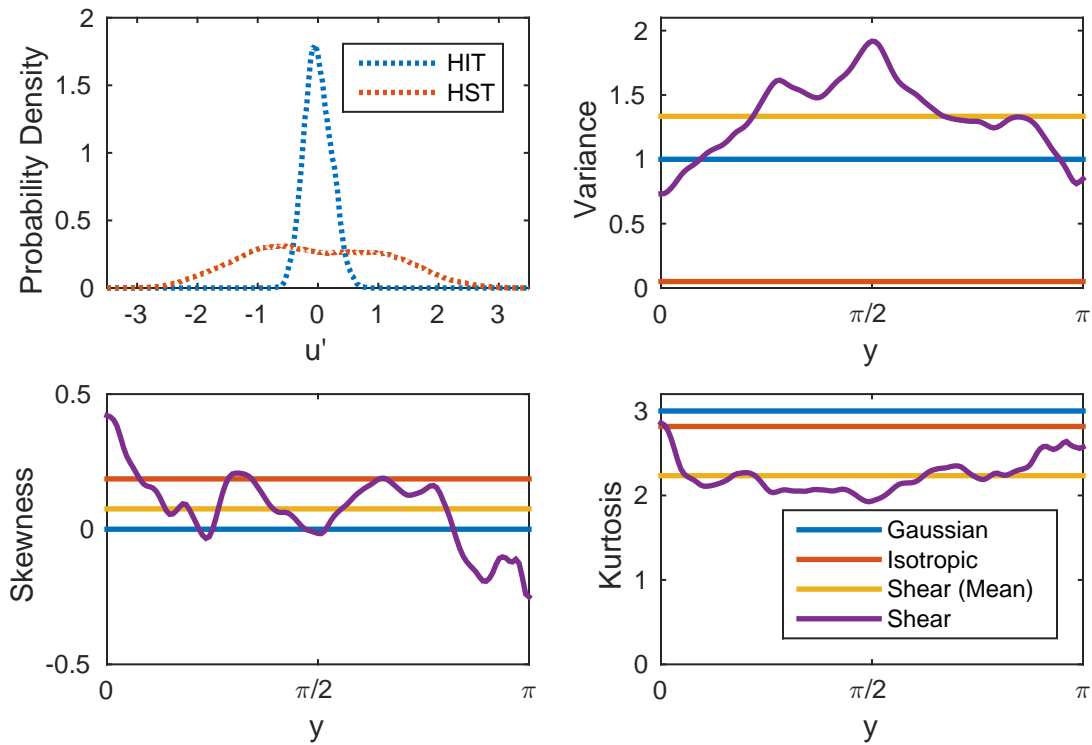 Probability Density
2
1.5
1
0.5
0
-3 -2 -1 0 1 2 3
u'
HIT
HST
Variance
2
1.5
1
0.5
0
0 π/2 π
y
Skewness
0.5
0
-0.5
0 π/2 π
y
Kurtosis
3
2
1
0
0 π/2 π
y
Gaussian
Isotropic
Shear (Mean)
Shear